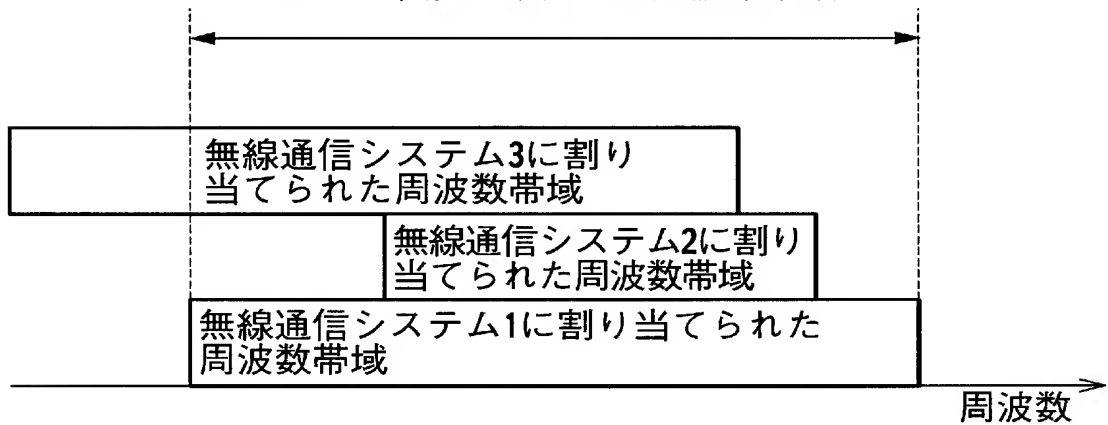 無線通信システム3に割り
当てられた周波数帯域
無線通信システム2に割り
当てられた周波数帯域
無線通信システム1に割り当てられた
周波数帯域
周波数